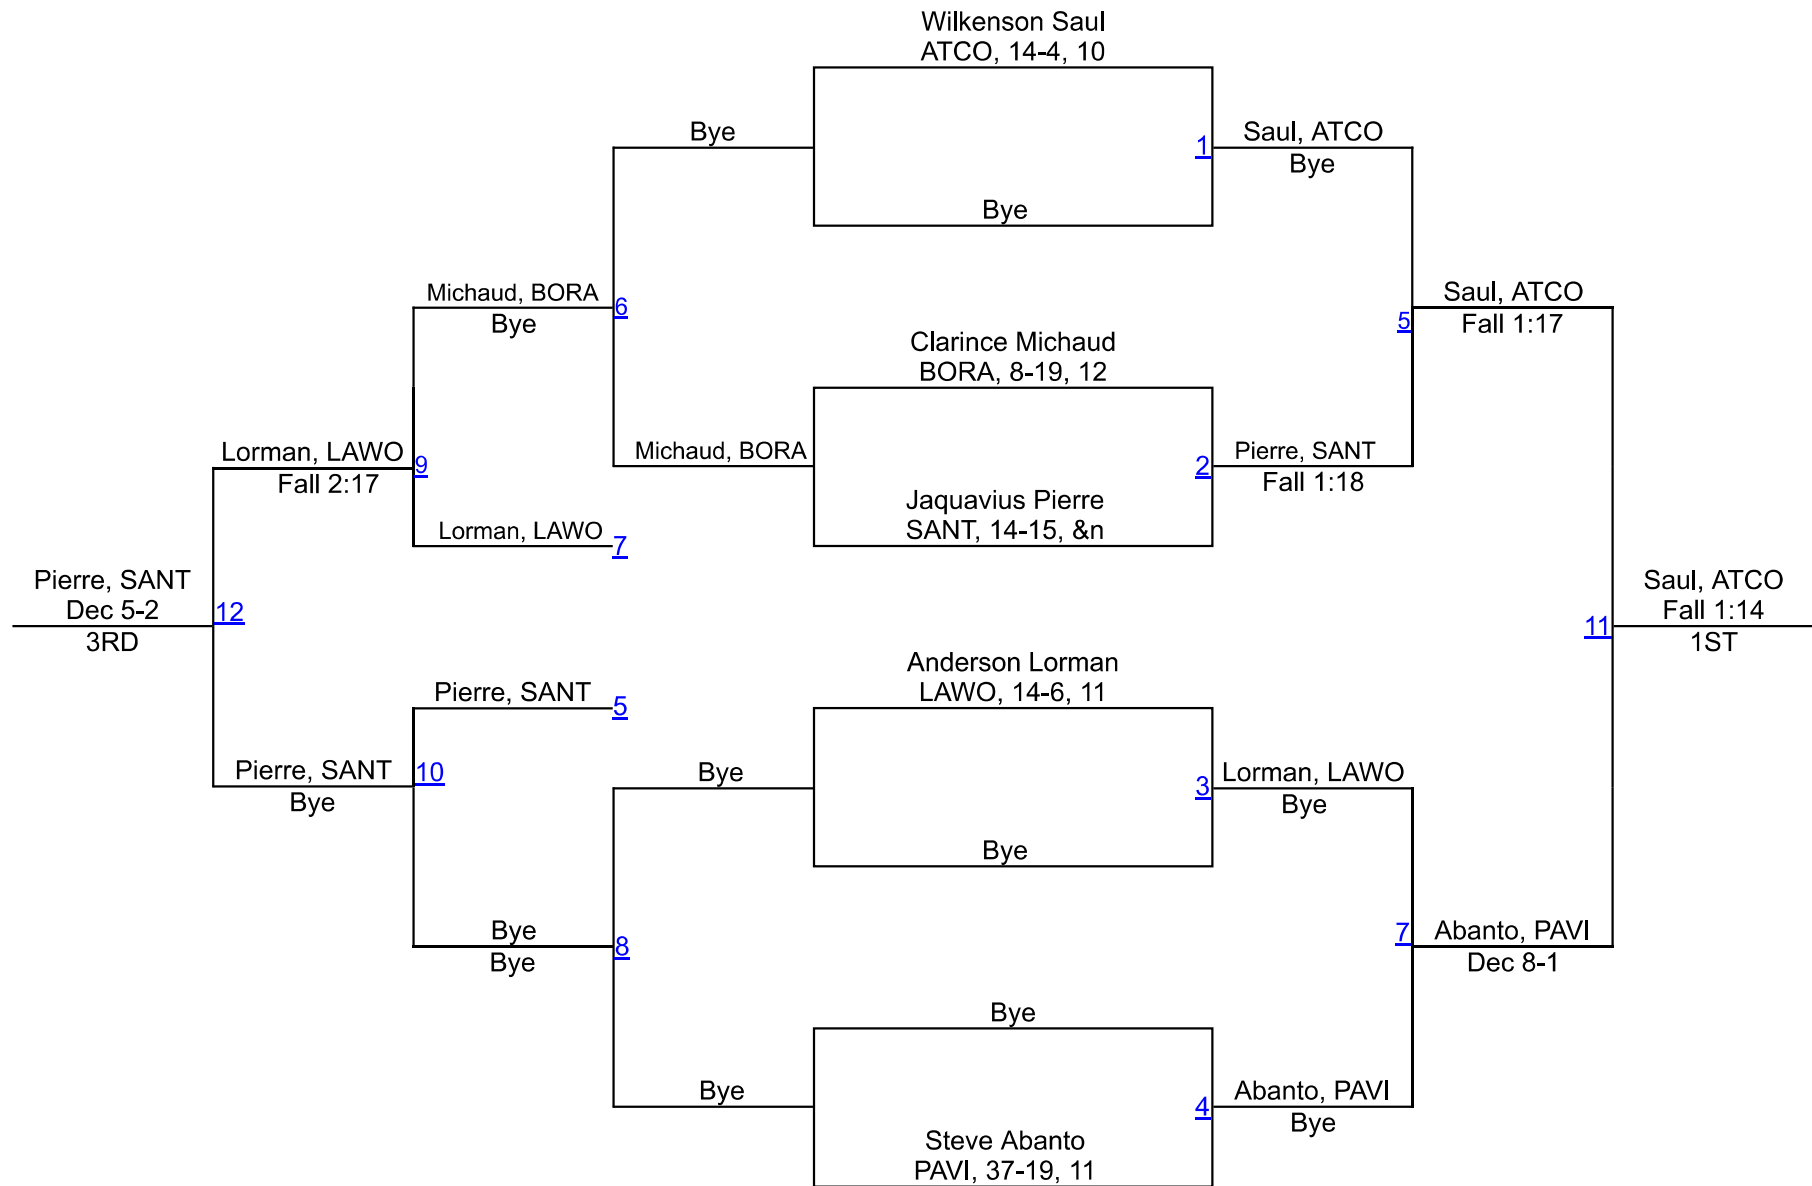 Wilkenson Saul
ATCO, 14-4, 10
Bye
1
Saul, ATCO
Bye
Bye
Michaud, BORA
Bye
6
Saul, ATCO
Fall 1:17
5
Clarince Michaud
BORA, 8-19, 12
Lorman, LAWO
Fall 2:17
9
Michaud, BORA
2
Pierre, SANT
Fall 1:18
Jaquavius Pierre
SANT, 14-15, &n
Lorman, LAWO
7
Pierre, SANT
Dec 5-2
3RD
12
11
Saul, ATCO
Fall 1:14
1ST
Anderson Lorman
LAWO, 14-6, 11
Pierre, SANT
5
Pierre, SANT
Bye
10
Bye
3
Lorman, LAWO
Bye
Bye
Bye
Bye
8
7
Abanto, PAVI
Dec 8-1
Bye
Bye
4
Abanto, PAVI
Bye
Steve Abanto
PAVI, 37-19, 11